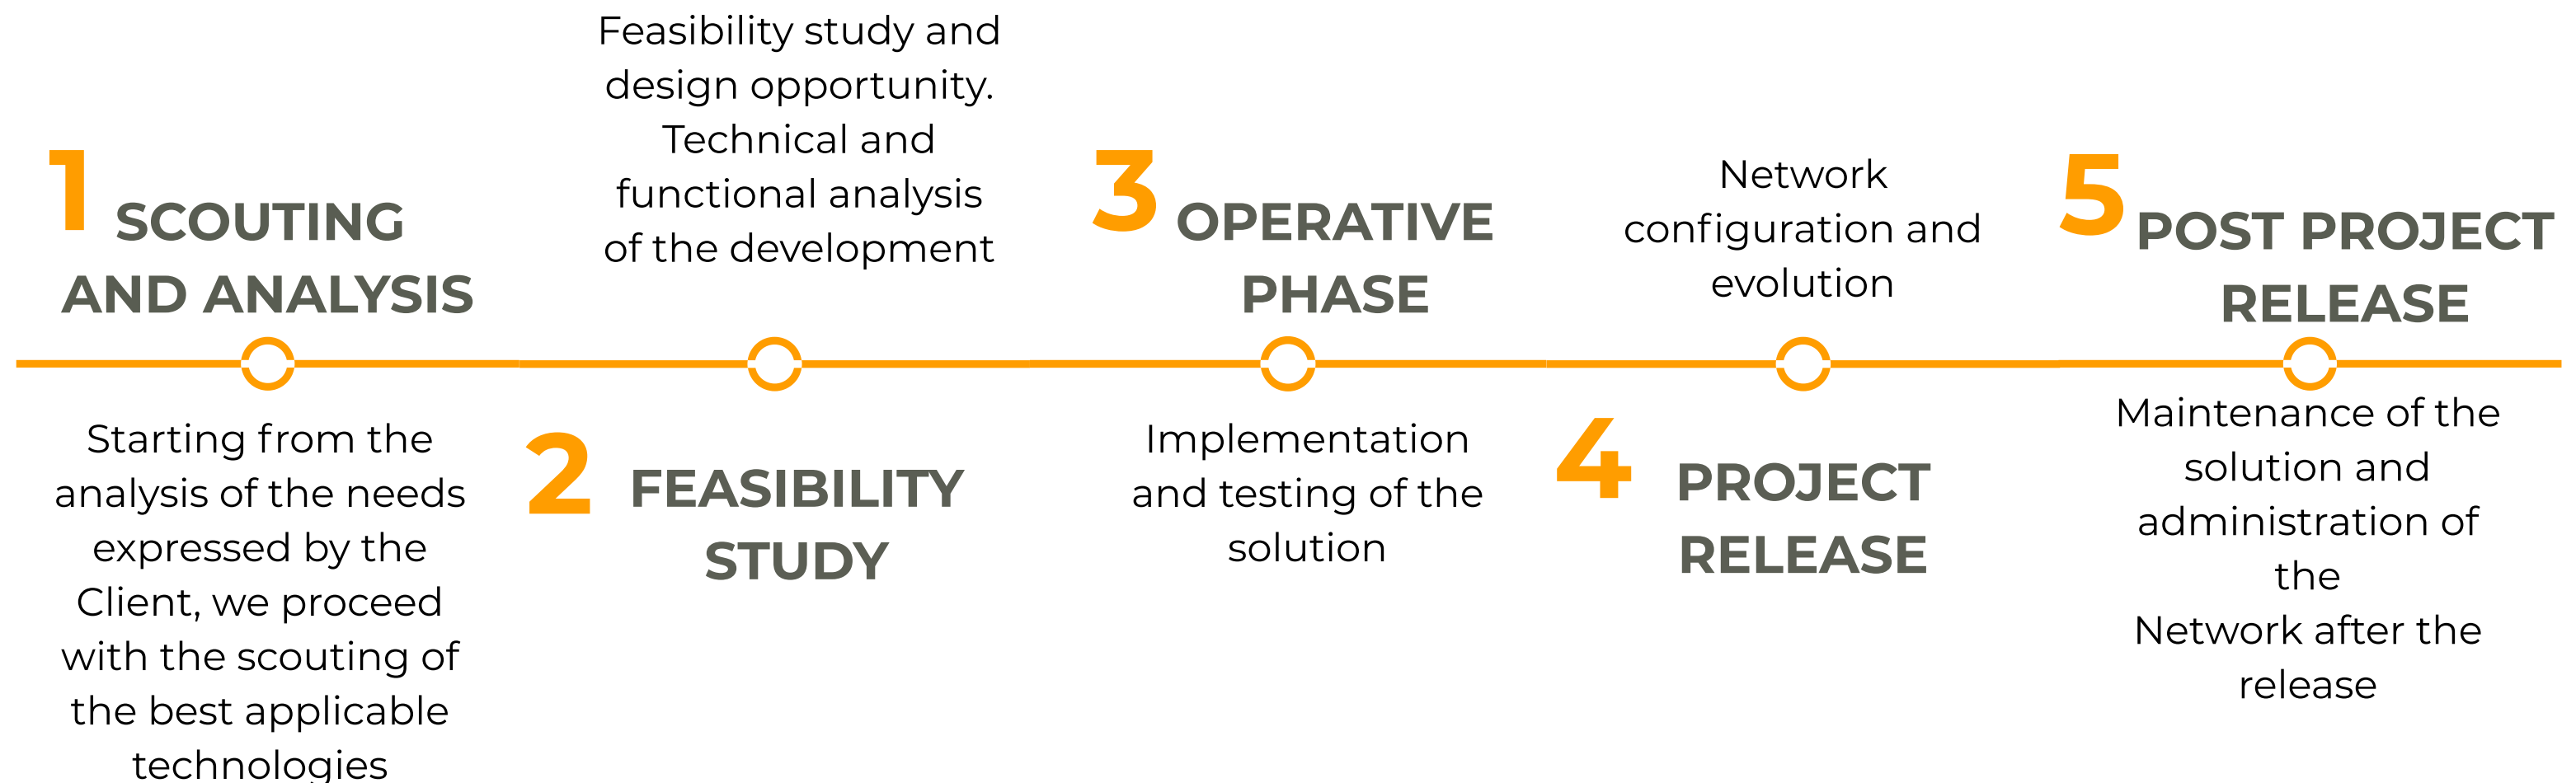 1
SCOUTING
AND ANALYSIS
Starting from the
analysis of the needs
expressed by the
Client, we proceed
with the scouting of
the best applicable
technologies
Feasibility study and
design opportunity.
Technical and
functional analysis
of the development
2
FEASIBILITY
STUDY
3
OPERATIVE
PHASE
Implementation
and testing of the
solution
Network
configuration and
evolution
4
PROJECT
RELEASE
5
POST PROJECT
RELEASE
Maintenance of the
solution and
administration of
the
Network after the
release